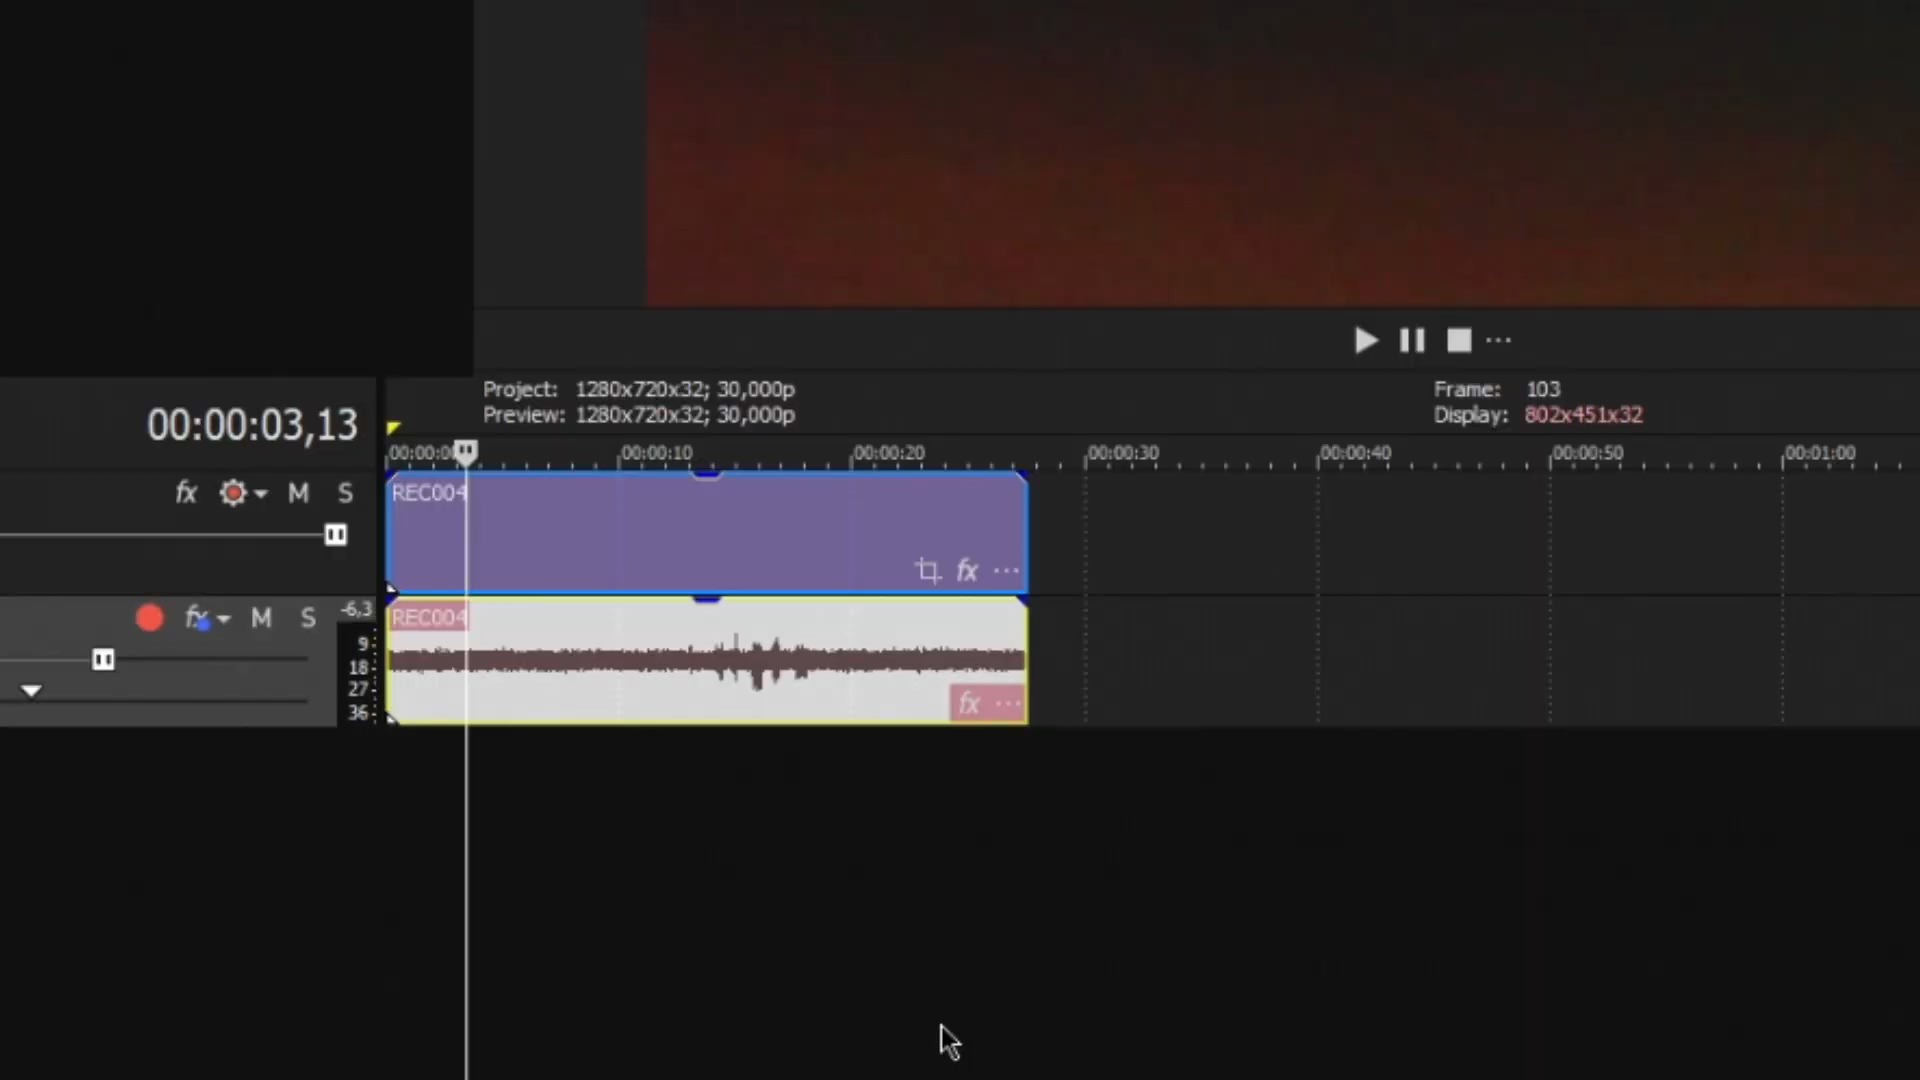 Project: 1280x720x32; 30,000p
Frame: 103
Preview: 1280x720x32; 30,000p
Display: 802x451x32
00:00:03,13
00:00:10
00:00:20
00:00:30
00:00:40
00:00:50
00:01:00
fx M S
REC004
fx
fx M S
-6,3
REC004
9
18
27
36
fx